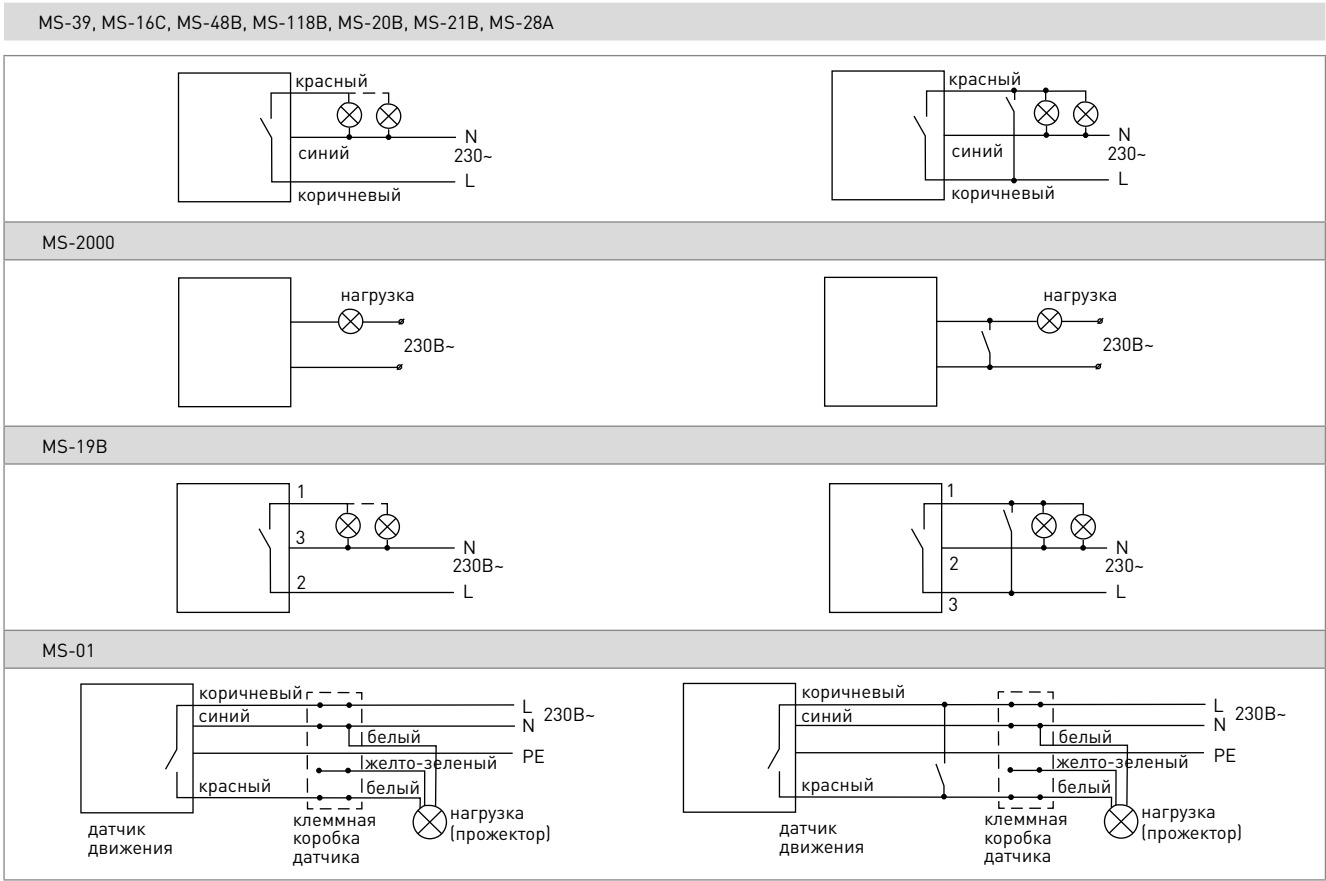 MS-39, MS-16C, MS-48B, MS-118B, MS-20B, MS-21B, MS-28A
красный
N
синий
230~
L
коричневый
красный
N
синий
230~
L
коричневый
MS-2000
нагрузка
230В~
нагрузка
230В~
MS-19B
1
3
N
230В~
2
L
1
N
2
230~
L
3
MS-01
коричневый
L
230В~
синий
N
белый
PE
желто-зеленый
красный
белый
нагрузка
(прожектор)
датчик
движения
клеммная
коробка
датчика
коричневый
L
230В~
синий
N
белый
PE
желто-зеленый
красный
белый
нагрузка
(прожектор)
датчик
движения
клеммная
коробка
датчика